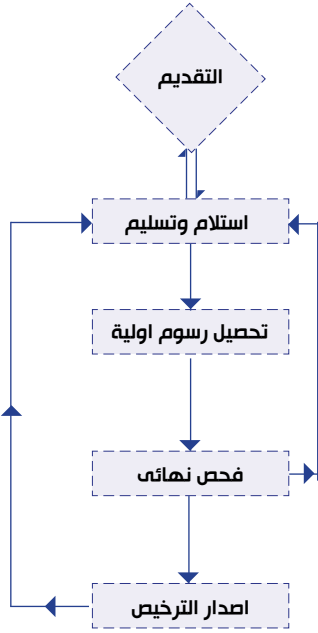 التقديم
استلام وتسليم
تحصيل رسوم اولية
فحص نهائى
اصدار الترخيص